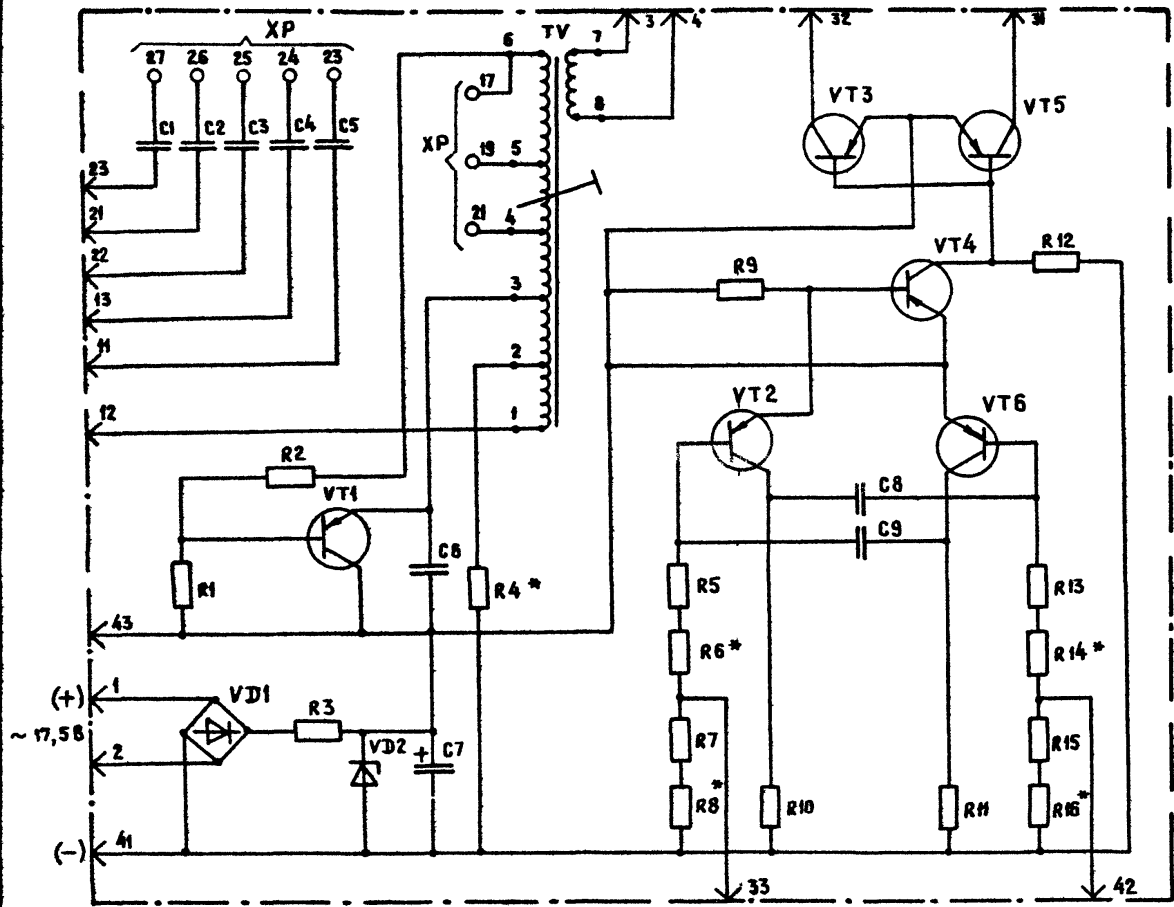 XP
27 26 25 24 23
C1 C2 C3 C4 C5
23
21
22
13
11
12
TV
6
7
8
3 4
XP
17
19 5
21 4
3
2
1
32
31
VT3
VT5
VT4
R12
R9
VT2
VT6
C8
C9
R2
VT1
R1
C6
R4 *
43
(+) 1
~ 17,5В
2
VD1
R3
VD2
+ C7
(-) 41
R5
R6*
R7
R8*
R10
R11
R13
R14*
R15
R16*
33
42